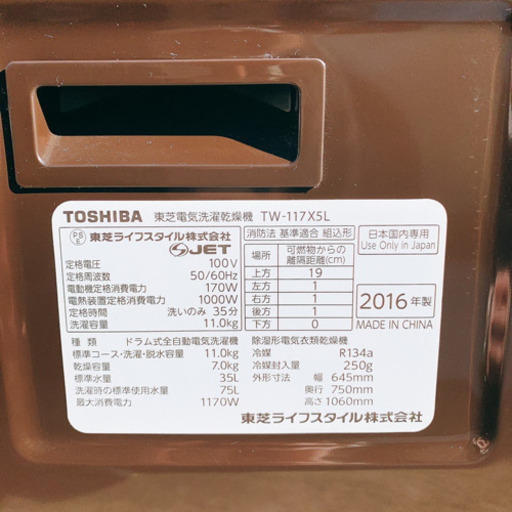 TOSHIBA 東芝電気洗濯乾燥機 TW-117X5L
PSE 東芝ライフスタイル株式会社
S JET
定格電圧 100V
定格周波数 50/60Hz
電動機定格消費電力 170W
電熱装置定格消費電力 1000W
定格時間 洗いのみ 35分
洗濯容量 11.0kg
消防法 基準適合 組込形
場所 可燃物からの離隔距離(cm)
上方 19
左方 1
右方 1
後方 1
下方 0
日本国内専用
Use Only in Japan
2016年製
MADE IN CHINA
種類 ドラム式全自動電気洗濯機
標準コース・洗濯・脱水容量 11.0kg
乾燥容量 7.0kg
標準水量 35L
洗濯時の標準使用水量 75L
最大消費電力 1170W
除湿形電気衣類乾燥機
冷媒 R134a
冷媒封入量 250g
外形寸法 幅 645mm
奥行 750mm
高さ 1060mm
東芝ライフスタイル株式会社